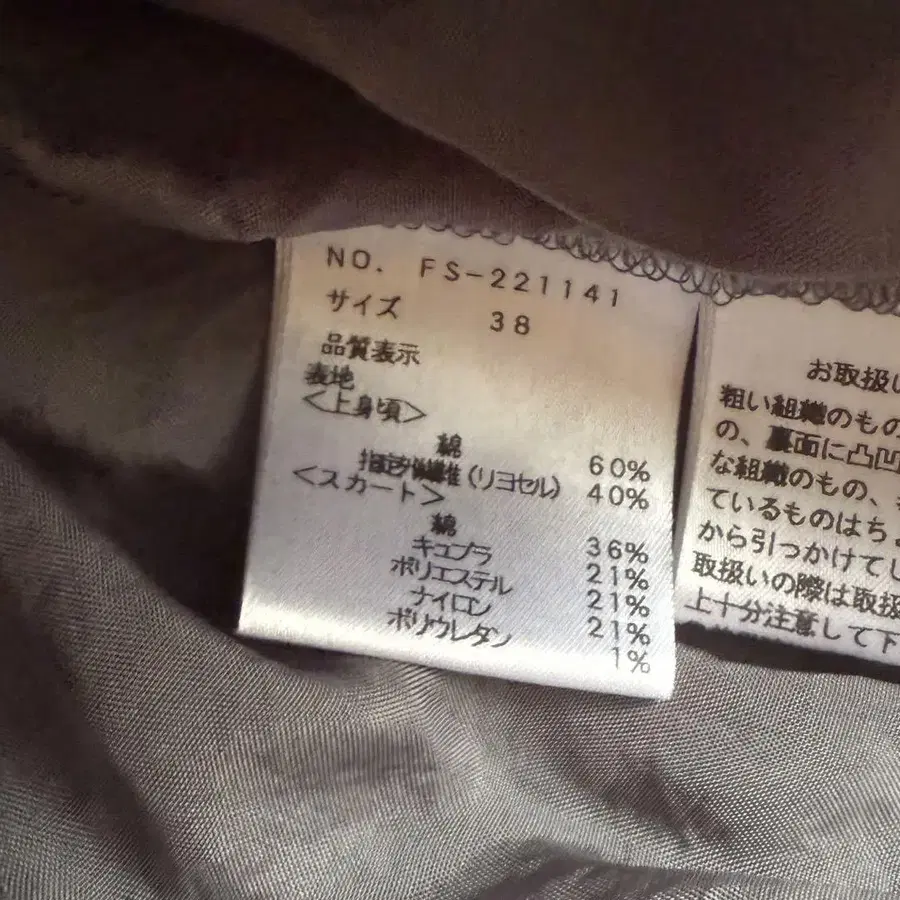 NO. FS-221141
サイズ 38
品質表示
表地
<上身頃>
綿 60%
指定外繊維(リヨセル) 40%
<スカート>
綿 36%
キュプラ 21%
ポリエステル 21%
ナイロン 21%
ポリウレタン 1%
お取扱い
粗い組織のもの
の、裏面に凸凹
な組織のもの、
ているものはち
から引っかけてし
取扱いの際は取扱
上十分注意して下